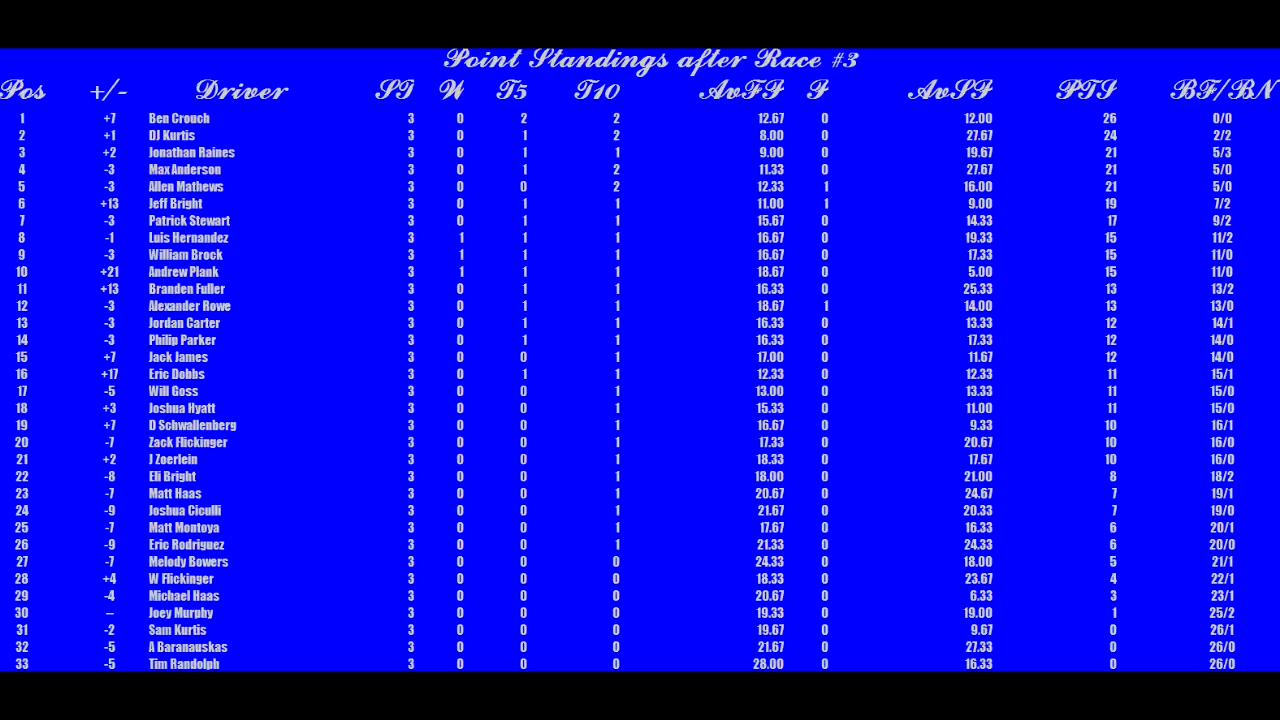 Point Standings after Race #3
Pos +/- Driver ST W T5 T10 AvFP P AvSP PTS BF/BN
1 +7 Ben Crouch 3 0 2 2 12.67 0 12.00 26 0/0
2 +1 DJ Kurtis 3 0 1 2 8.00 0 27.67 24 2/2
3 +2 Jonathan Raines 3 0 1 1 9.00 0 19.67 21 5/3
4 -3 Max Anderson 3 0 1 2 11.33 0 27.67 21 5/0
5 -3 Allen Mathews 3 0 0 2 12.33 1 16.00 21 5/0
6 +13 Jeff Bright 3 0 1 1 11.00 1 9.00 19 7/2
7 -3 Patrick Stewart 3 0 1 1 15.67 0 14.33 17 9/2
8 -1 Luis Hernandez 3 1 1 1 16.67 0 19.33 15 11/2
9 -3 William Brock 3 1 1 1 16.67 0 17.33 15 11/0
10 +21 Andrew Plank 3 1 1 1 18.67 0 5.00 15 11/0
11 +13 Branden Fuller 3 0 1 1 16.33 0 25.33 13 13/2
12 -3 Alexander Rowe 3 0 1 1 18.67 1 14.00 13 13/0
13 -3 Jordan Carter 3 0 1 1 16.33 0 13.33 12 14/1
14 -3 Philip Parker 3 0 1 1 16.33 0 17.33 12 14/0
15 +7 Jack James 3 0 0 1 17.00 0 11.67 12 14/0
16 +17 Eric Dobbs 3 0 1 1 12.33 0 12.33 11 15/1
17 -5 Will Goss 3 0 0 1 13.00 0 13.33 11 15/0
18 +3 Joshua Hyatt 3 0 0 1 15.33 0 11.00 11 15/0
19 +7 D Schwallenberg 3 0 0 1 16.67 0 9.33 10 16/1
20 -7 Zack Flickinger 3 0 0 1 17.33 0 20.67 10 16/0
21 +2 J Zoerlein 3 0 0 1 18.33 0 17.67 10 16/0
22 -8 Eli Bright 3 0 0 1 18.00 0 21.00 8 18/2
23 -7 Matt Haas 3 0 0 1 20.67 0 24.67 7 19/1
24 -9 Joshua Ciculli 3 0 0 1 21.67 0 20.33 7 19/0
25 -7 Matt Montoya 3 0 0 1 17.67 0 16.33 6 20/1
26 -9 Eric Rodriguez 3 0 0 1 21.33 0 24.33 6 20/0
27 -7 Melody Bowers 3 0 0 0 24.33 0 18.00 5 21/1
28 +4 W Flickinger 3 0 0 0 18.33 0 23.67 4 22/1
29 -4 Michael Haas 3 0 0 0 20.67 0 6.33 3 23/1
30 -- Joey Murphy 3 0 0 0 19.33 0 19.00 1 25/2
31 -2 Sam Kurtis 3 0 0 0 19.67 0 9.67 0 26/1
32 -5 A Baranauskas 3 0 0 0 21.67 0 27.33 0 26/0
33 -5 Tim Randolph 3 0 0 0 28.00 0 16.33 0 26/0